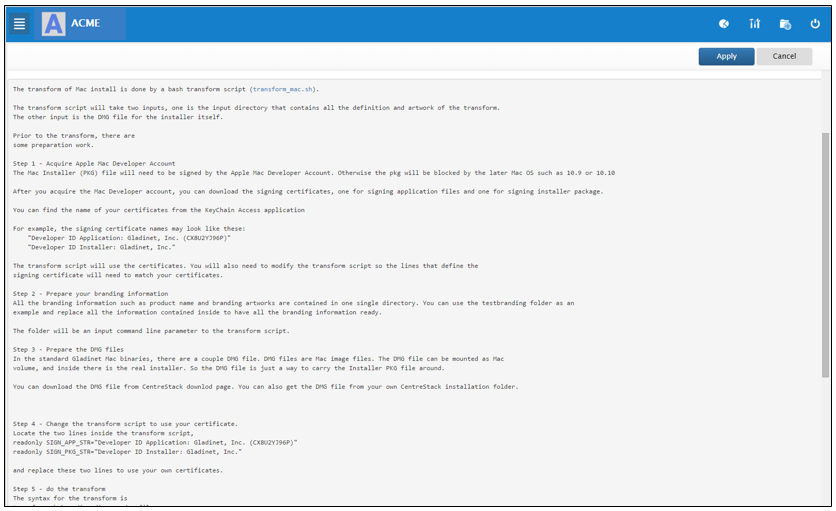 A ACME
Apply Cancel
The transform of Mac install is done by a bash transform script (transform_mac.sh).
The transform script will take two inputs, one is the input directory that contains all the definition and artwork of the transform.
The other input is the DMG file for the installer itself.
Prior to the transform, there are
some preparation work.
Step 1 - Acquire Apple Mac Developer Account
The Mac Installer (PKG) file will need to be signed by the Apple Mac Developer Account. Otherwise the pkg will be blocked by the later Mac OS such as 10.9 or 10.10
After you acquire the Mac Developer account, you can download the signing certificates, one for signing application files and one for signing installer package.
You can find the name of your certificates from the KeyChain Access application
For example, the signing certificate names may look like these:
"Developer ID Application: Gladinet, Inc. (CX8U2YJ96P)"
"Developer ID Installer: Gladinet, Inc."
The transform script will use the certificates. You will also need to modify the transform script so the lines that define the
signing certificate will need to match your certificates.
Step 2 - Prepare your branding information
All the branding information such as product name and branding artworks are contained in one single directory. You can use the testbranding folder as an
example and replace all the information contained inside to have all the branding information ready.
The folder will be an input command line parameter to the transform script.
Step 3 - Prepare the DMG files
In the standard Gladinet Mac binaries, there are a couple DMG file. DMG files are Mac image files. The DMG file can be mounted as Mac
volume, and inside there is the real installer. So the DMG file is just a way to carry the Installer PKG file around.
You can download the DMG file from CentreStack downlod page. You can also get the DMG file from your own CentreStack installation folder.
Step 4 - Change the transform script to use your certificate.
Locate the two lines inside the transform script,
readonly SIGN_APP_STR="Developer ID Application: Gladinet, Inc. (CX8U2YJ96P)"
readonly SIGN_PKG_STR="Developer ID Installer: Gladinet, Inc."
and replace these two lines to use your own certificates.
Step 5 - do the transform
The syntax for the transform is